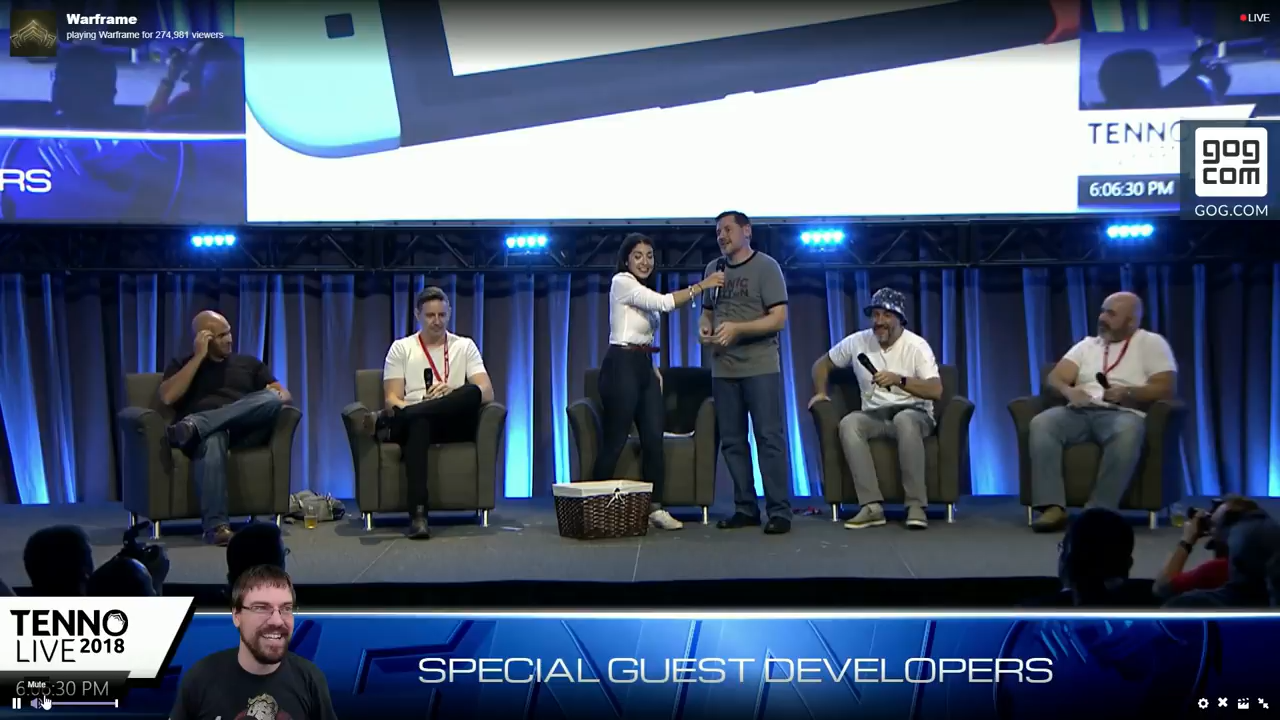 Warframe
playing Warframe for 274,981 viewers
LIVE
RS
TENNO
6:06:30 PM
gog
com
GOG.COM
TENNO
LIVE 2018
6:06:30 PM
Mute
SPECIAL GUEST DEVELOPERS